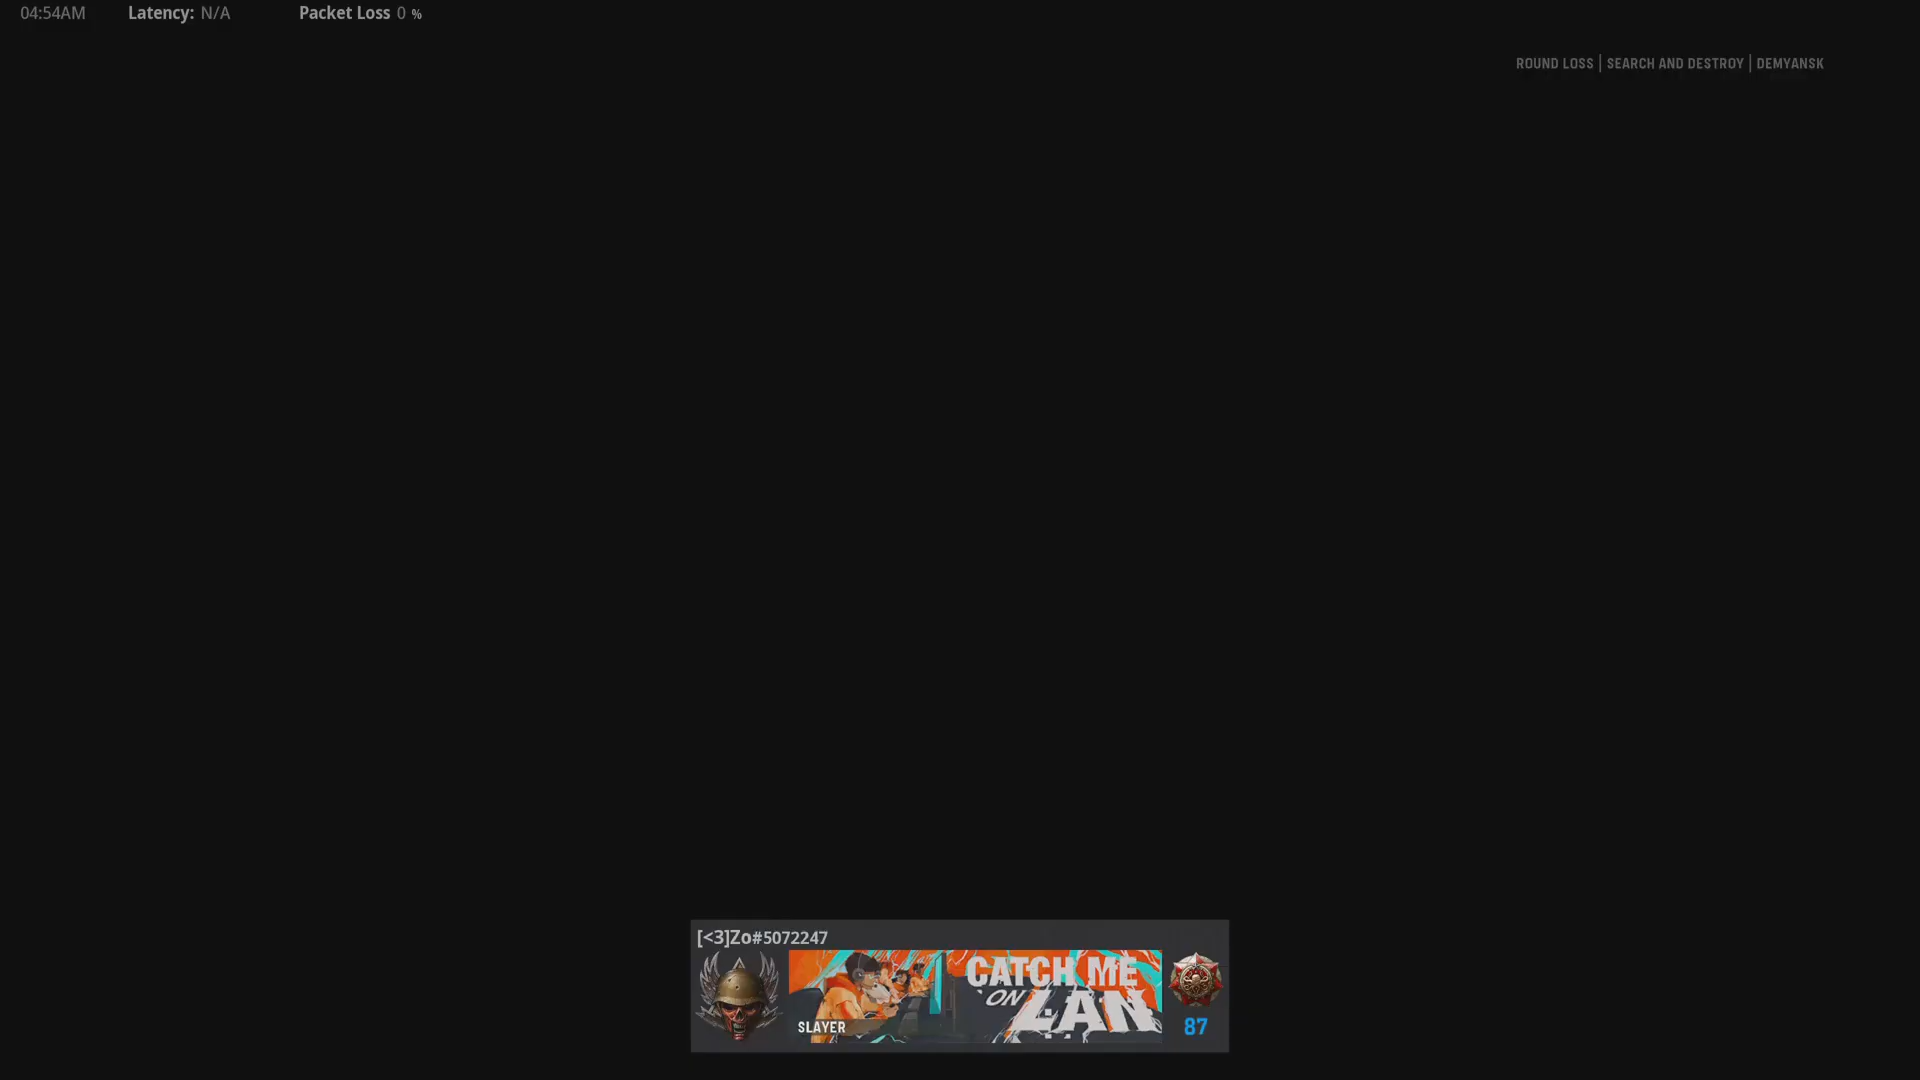 04:54AM Latency: N/A Packet Loss 0 %
ROUND LOSS | SEARCH AND DESTROY | DEMYANSK
[<3]Zo#5072247
CATCH ME
ON LAN
SLAYER
87